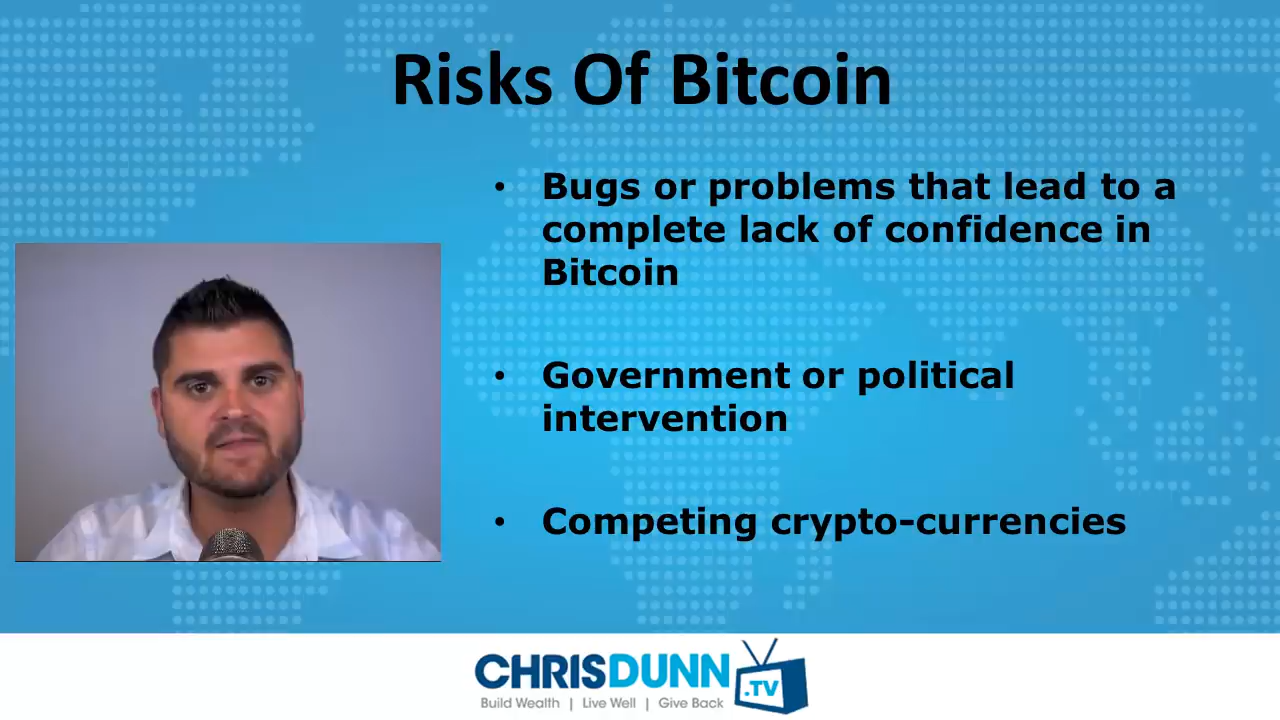 Risks Of Bitcoin
• Bugs or problems that lead to a
complete lack of confidence in
Bitcoin
• Government or political
intervention
• Competing crypto-currencies
CHRISDUNN
.TV
Build Wealth | Live Well | Give Back